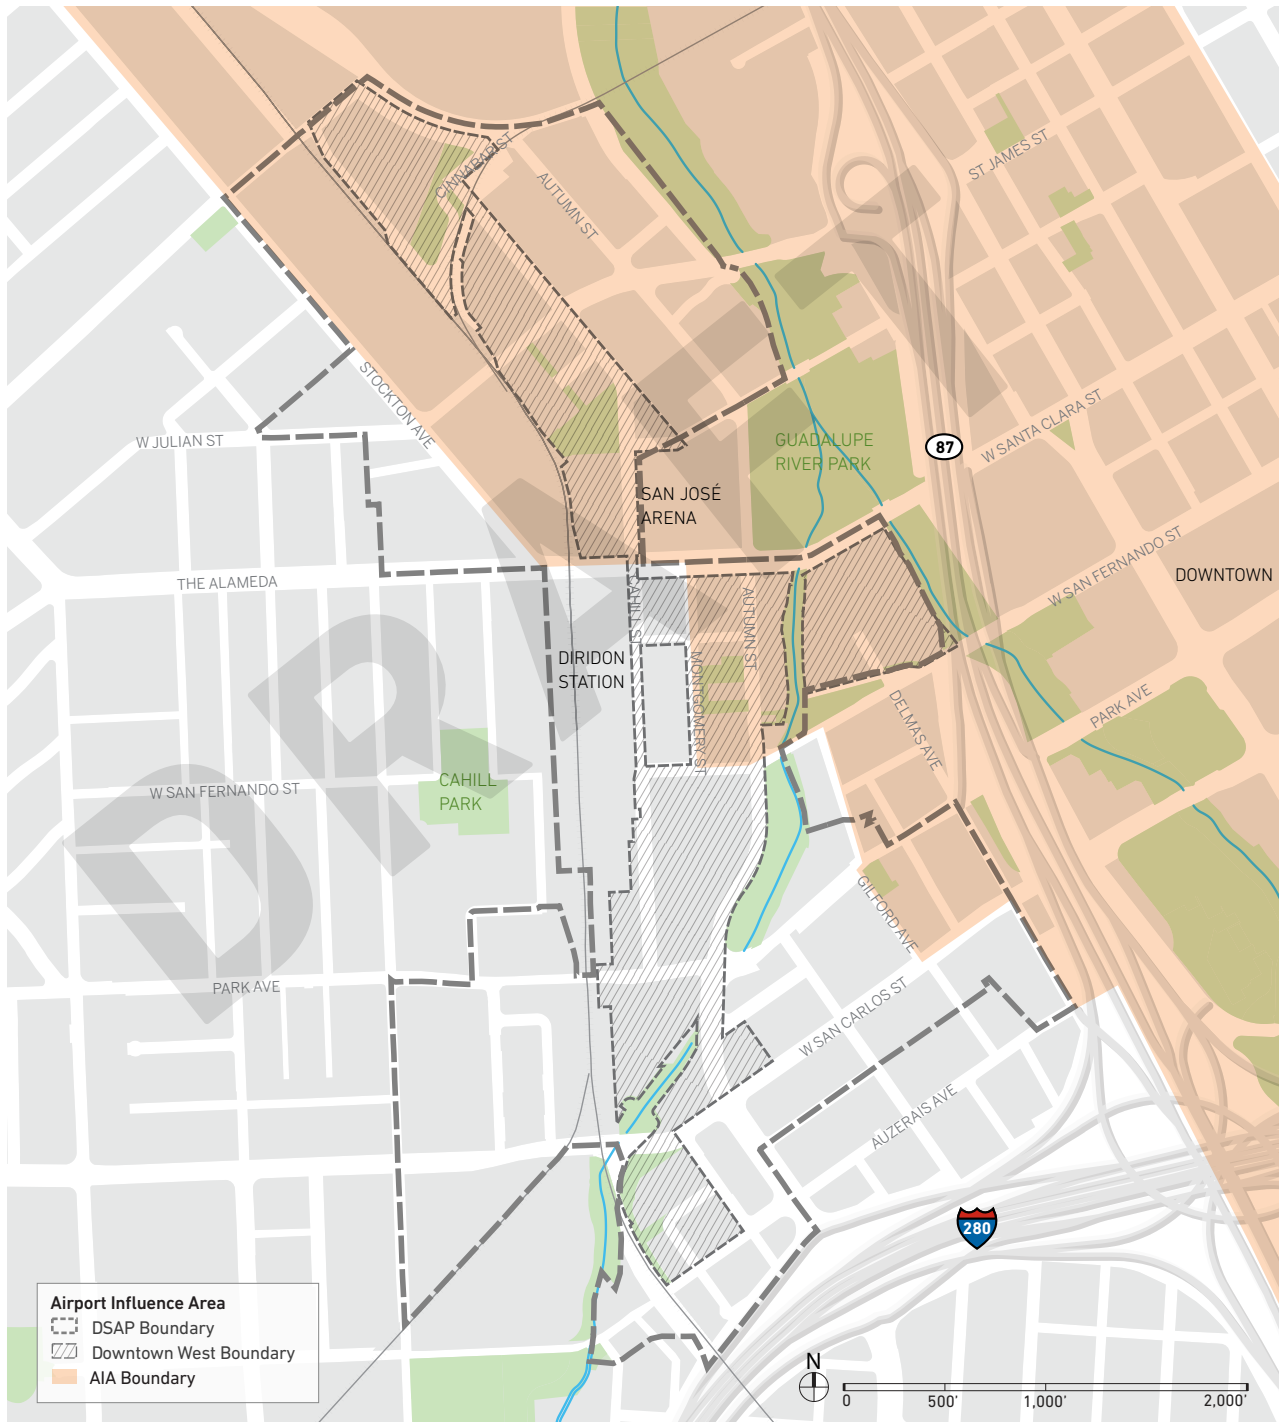 CINNABAR ST
AUTUMN ST
ST JAMES ST
STOCKTON AVE
W JULIAN ST
GUADALUPE
RIVER PARK
87
W SANTA CLARA ST
SAN JOSÉ
ARENA
W SAN FERNANDO ST
DOWNTOWN
THE ALAMEDA
CAHILL ST
AUTUMN ST
DIRIDON
STATION
MONTGOMERY ST
DELMAS AVE
PARK AVE
CAHILL
PARK
W SAN FERNANDO ST
GILFORD AVE
PARK AVE
W SAN CARLOS ST
AUZERAIS AVE
280
DRAFT
Airport Influence Area
DSAP Boundary
Downtown West Boundary
AIA Boundary
N
0 500' 1,000' 2,000'